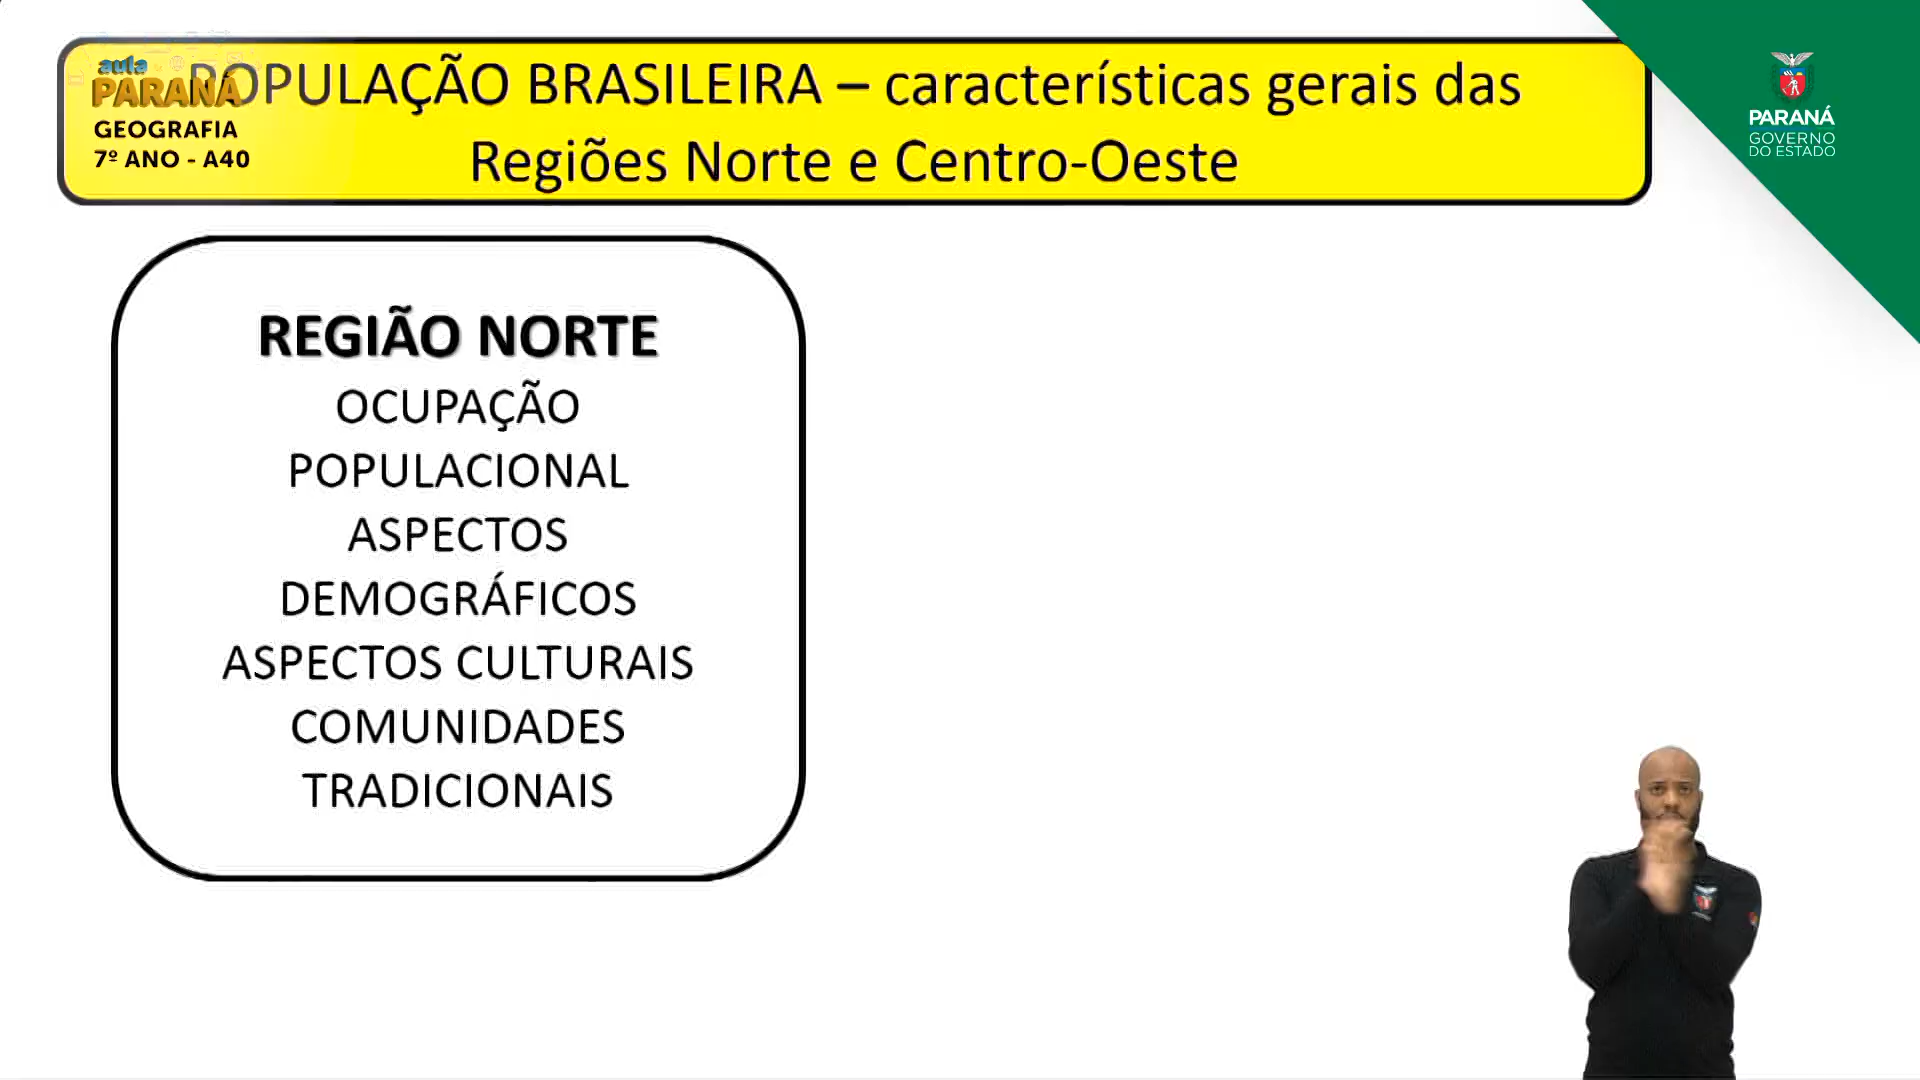 POPULAÇÃO BRASILEIRA – características gerais das
Regiões Norte e Centro-Oeste
aula
PARANÁ
GEOGRAFIA
7º ANO - A40
PARANÁ
GOVERNO
DO ESTADO
REGIÃO NORTE
OCUPAÇÃO
POPULACIONAL
ASPECTOS
DEMOGRÁFICOS
ASPECTOS CULTURAIS
COMUNIDADES
TRADICIONAIS